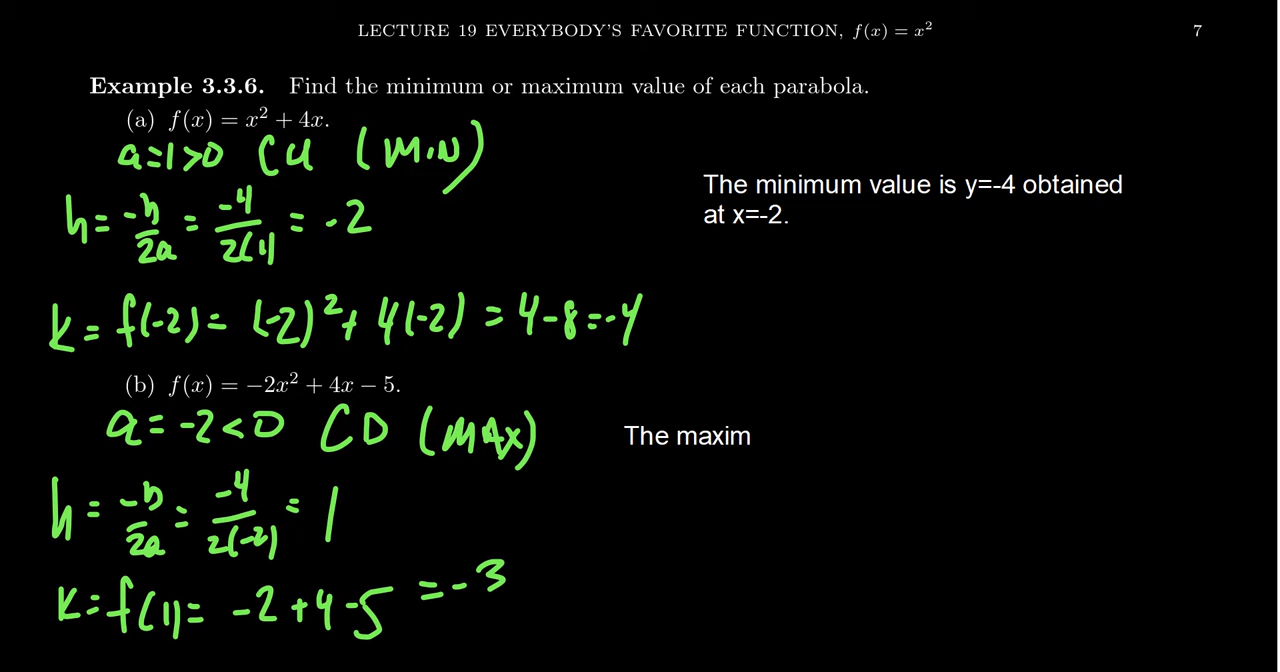 LECTURE 19 EVERYBODY'S FAVORITE FUNCTION, f(x) = x² 7
Example 3.3.6. Find the minimum or maximum value of each parabola.
(a) f(x) = x² + 4x.
a=1>0 CU (MIN)
The minimum value is y=-4 obtained
at x=-2.
h= -b/2a = -4/2(1) = -2
k= f(-2)= (-2)²+ 4(-2) = 4-8=-4
(b) f(x) = −2x² + 4x − 5.
a= -2<0 CD (MAX)
The maxim
h= -b/2a = -4/2(-2) = 1
k= f(1)= -2+4-5 =-3